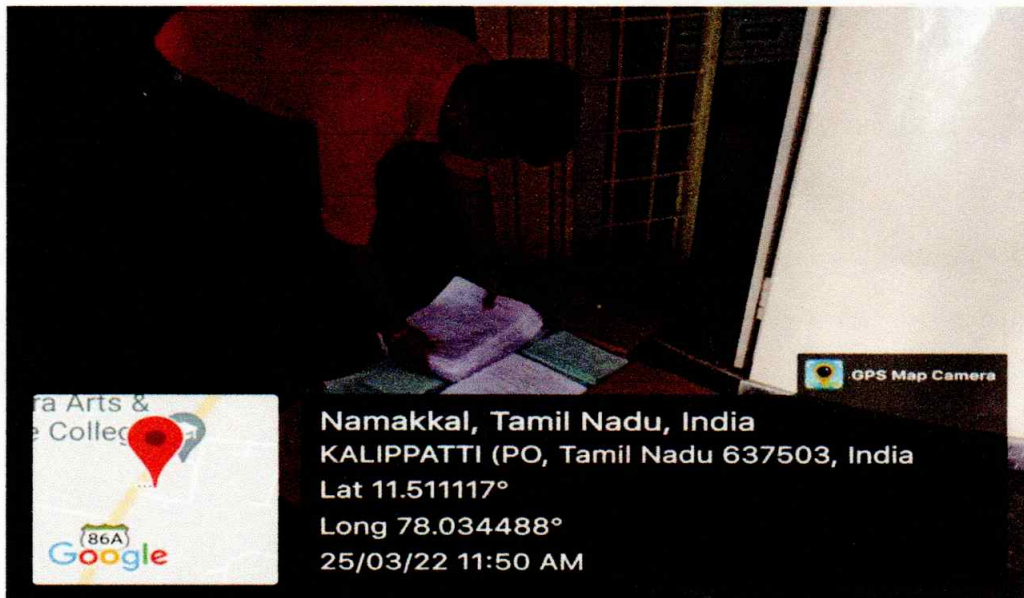 GPS Map Camera
ra Arts &
e Colleg
86A
Google
Namakkal, Tamil Nadu, India
KALIPPATTI (PO, Tamil Nadu 637503, India
Lat 11.511117°
Long 78.034488°
25/03/22 11:50 AM